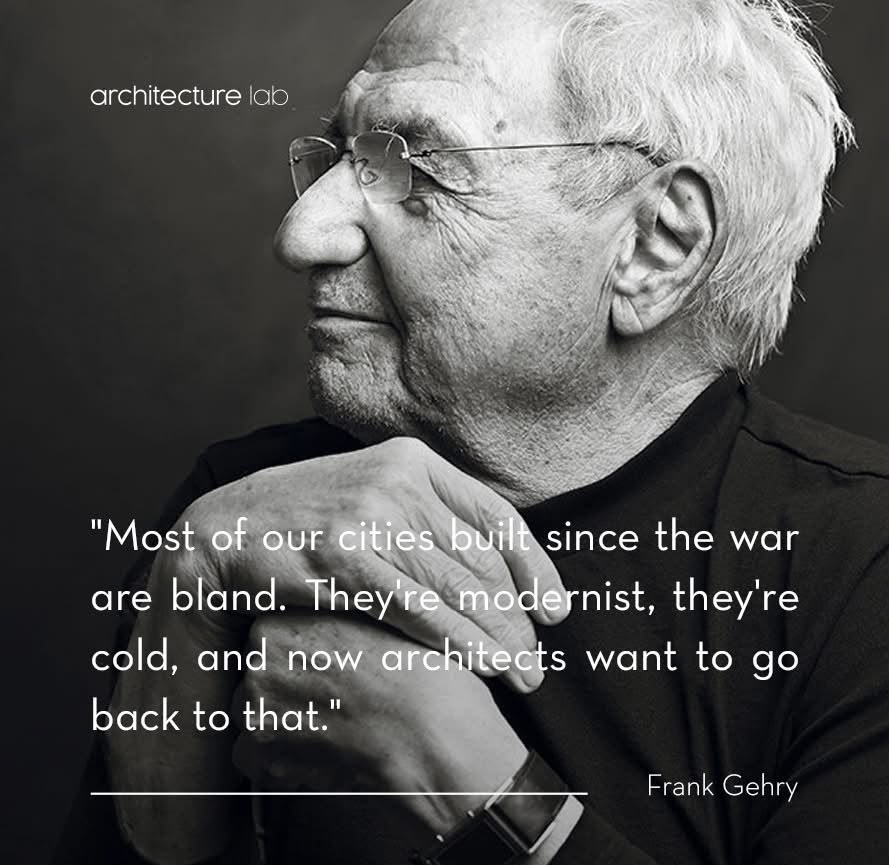 architecture lab
"Most of our cities built since the war
are bland. They're modernist, they're
cold, and now architects want to go
back to that."
Frank Gehry